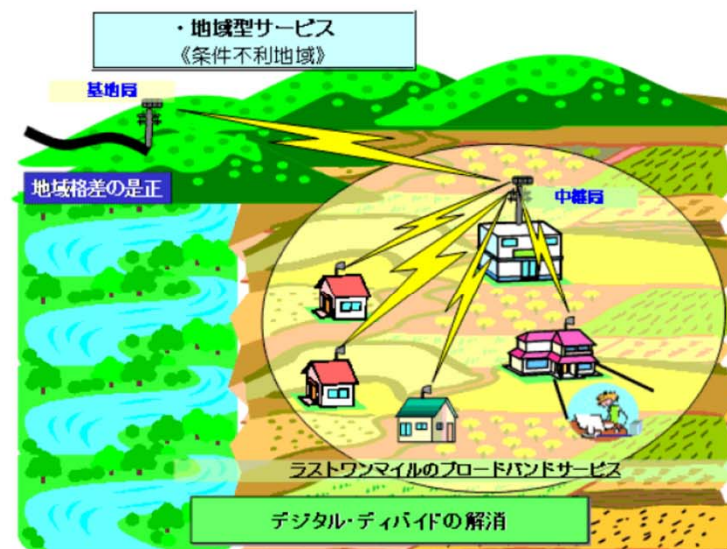 ・地域型サービス
《条件不利地域》
基地局
地域格差の是正
中継局
ラストワンマイルのブロードバンドサービス
デジタル・ディバイドの解消